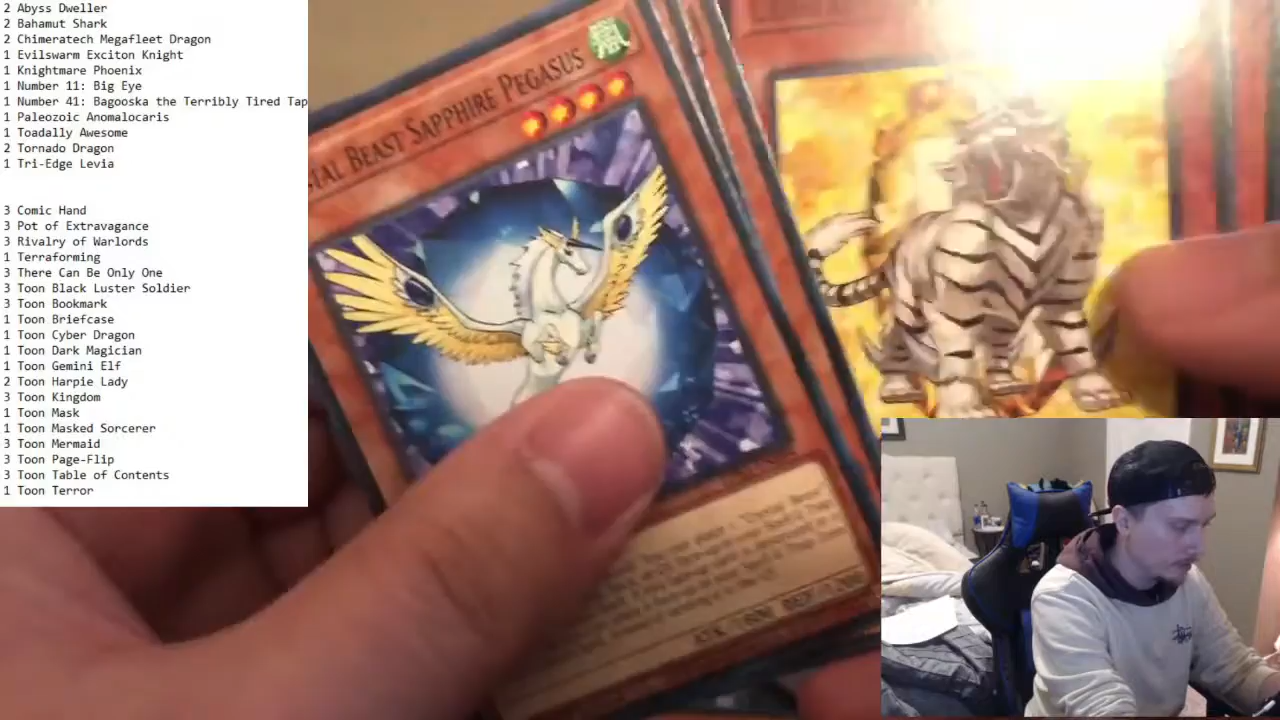 2 Abyss Dweller
2 Bahamut Shark
2 Chimeratech Megafleet Dragon
1 Evilswarm Exciton Knight
1 Knightmare Phoenix
1 Number 11: Big Eye
1 Number 41: Bagooska the Terribly Tired Tap
1 Paleozoic Anomalocaris
1 Toadally Awesome
2 Tornado Dragon
1 Tri-Edge Levia
3 Comic Hand
3 Pot of Extravagance
3 Rivalry of Warlords
1 Terraforming
3 There Can Be Only One
3 Toon Black Luster Soldier
3 Toon Bookmark
1 Toon Briefcase
1 Toon Cyber Dragon
1 Toon Dark Magician
1 Toon Gemini Elf
2 Toon Harpie Lady
3 Toon Kingdom
1 Toon Mask
1 Toon Masked Sorcerer
3 Toon Mermaid
3 Toon Page-Flip
3 Toon Table of Contents
1 Toon Terror
STAL BEAST SAPPHIRE PEGASUS